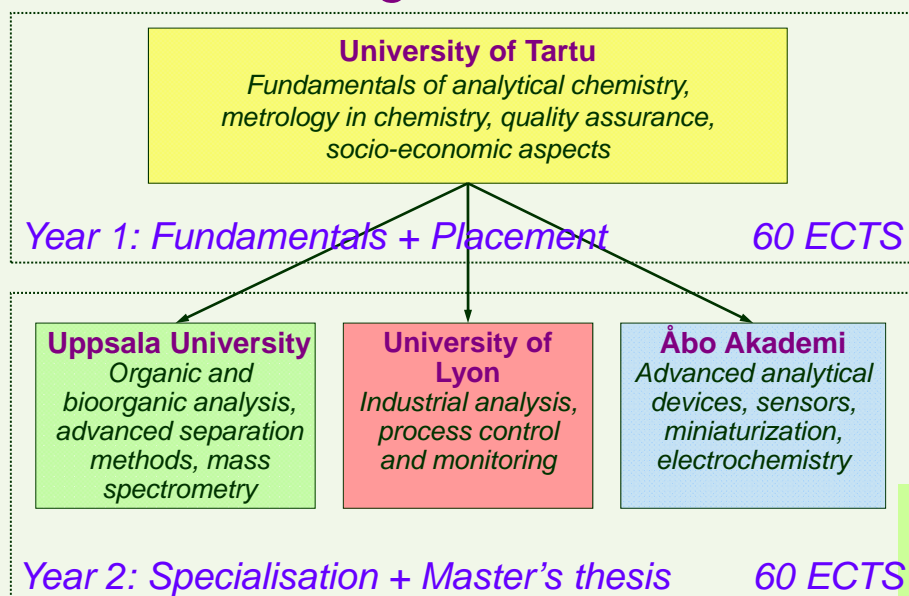 University of Tartu
Fundamentals of analytical chemistry,
metrology in chemistry, quality assurance,
socio-economic aspects
Year 1: Fundamentals + Placement 60 ECTS
Uppsala University
Organic and
bioorganic analysis,
advanced separation
methods, mass
spectrometry
University of
Lyon
Industrial analysis,
process control
and monitoring
Åbo Akademi
Advanced analytical
devices, sensors,
miniaturization,
electrochemistry
Year 2: Specialisation + Master's thesis 60 ECTS